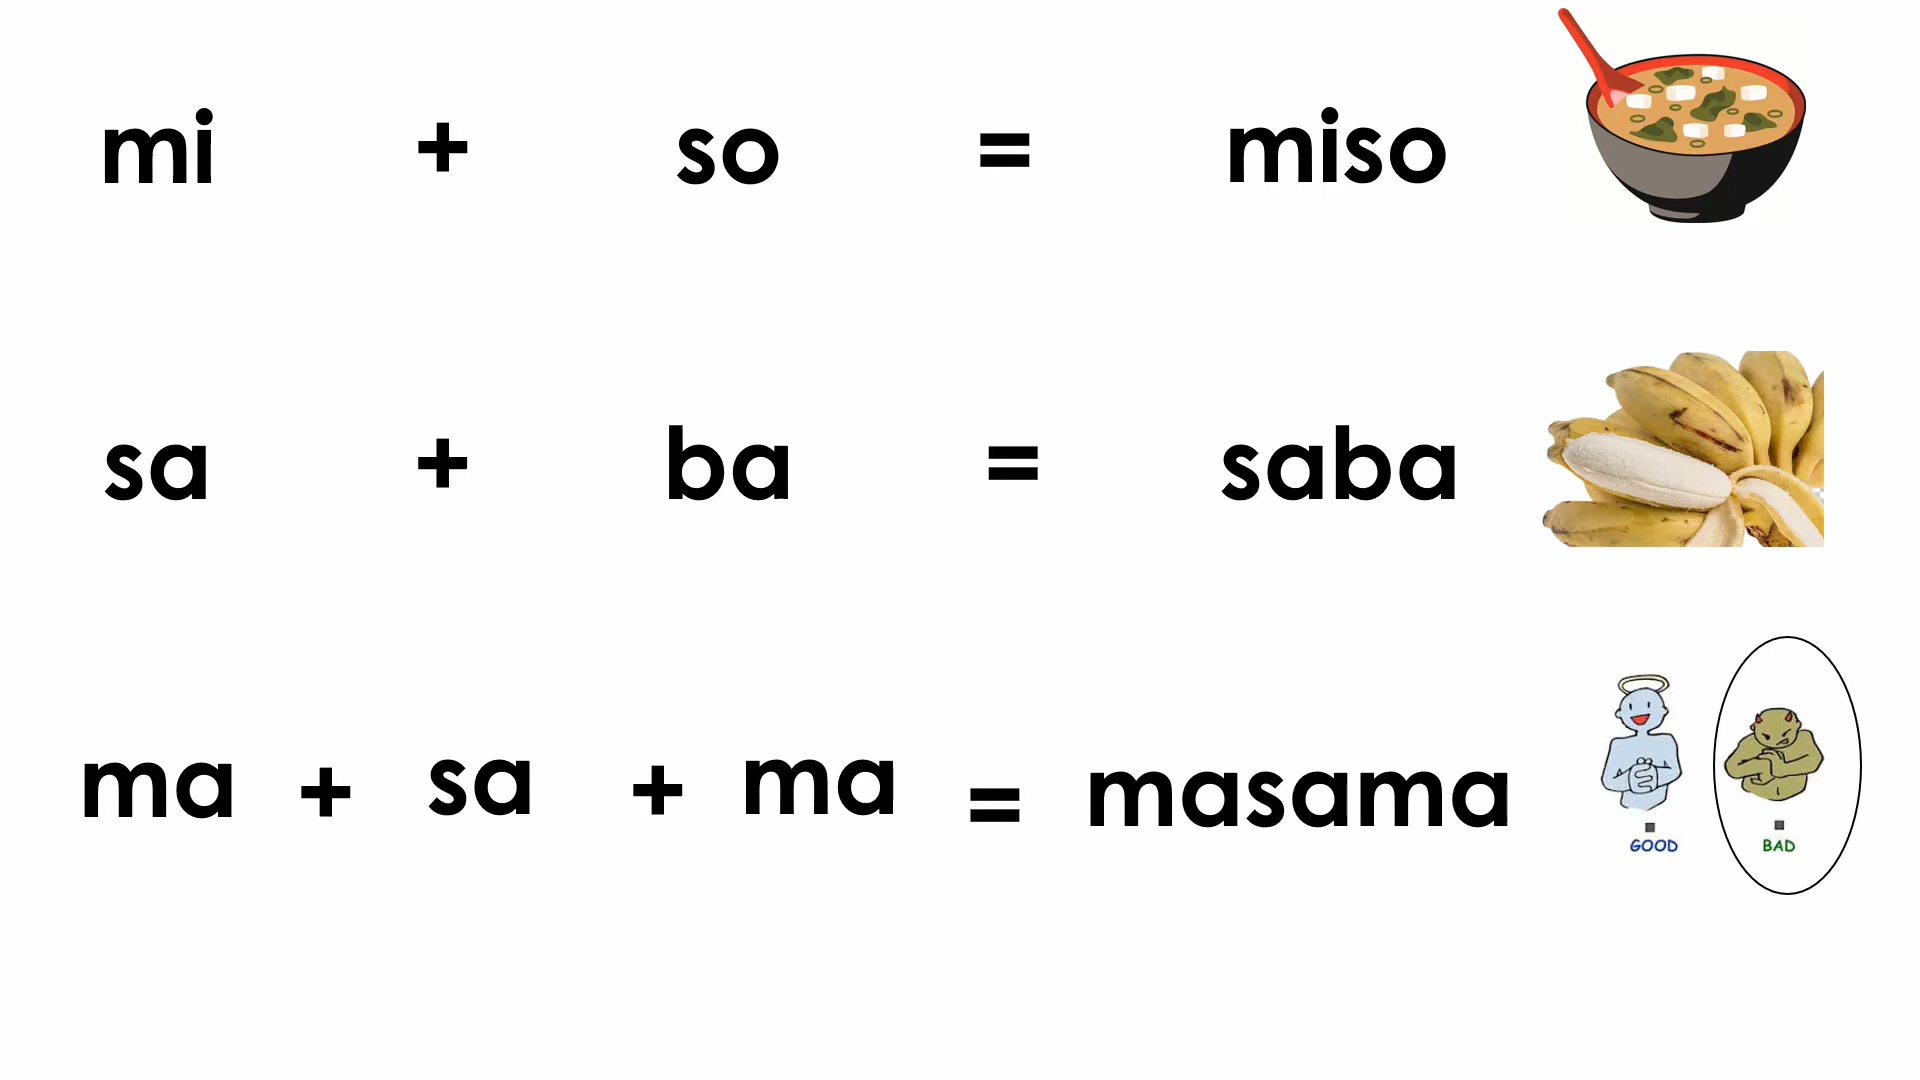 mi + so = miso
sa + ba = saba
ma + sa + ma = masama
GOOD BAD